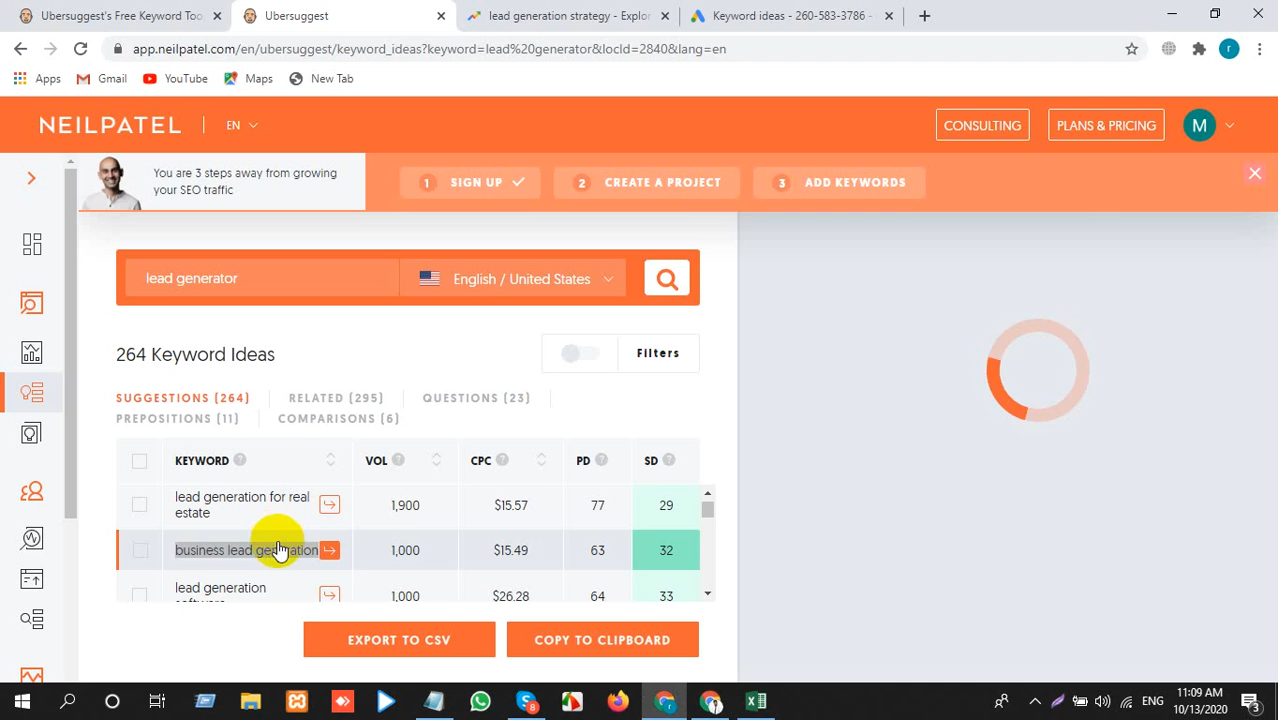 Ubersuggest's Free Keyword Too
Ubersuggest
lead generation strategy - Explor
Keyword ideas - 260-583-3786 -
app.neilpatel.com/en/ubersuggest/keyword_ideas?keyword=lead%20generator&locId=2840&lang=en
r
Apps
Gmail
YouTube
Maps
New Tab
NEILPATEL
EN
CONSULTING
PLANS & PRICING
M
You are 3 steps away from growing
your SEO traffic
1 SIGN UP
2 CREATE A PROJECT
3 ADD KEYWORDS
lead generator
English / United States
264 Keyword Ideas
Filters
SUGGESTIONS (264)
RELATED (295)
QUESTIONS (23)
PREPOSITIONS (11)
COMPARISONS (6)
KEYWORD ?
VOL ?
CPC ?
PD ?
SD ?
lead generation for real
estate
1,900
$15.57
77
29
business lead generation
1,000
$15.49
63
32
lead generation
software
1,000
$26.28
64
33
EXPORT TO CSV
COPY TO CLIPBOARD
8
r
ENG
11:09 AM
10/13/2020
3